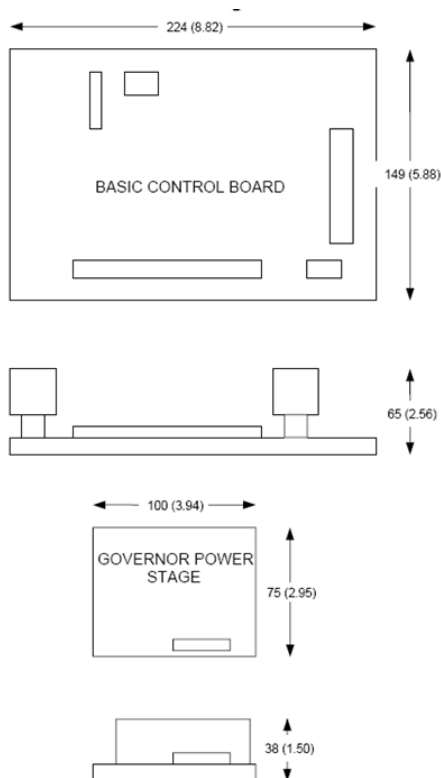 224 (8.82)
BASIC CONTROL BOARD
149 (5.88)
65 (2.56)
100 (3.94)
GOVERNOR POWER
STAGE
75 (2.95)
38 (1.50)